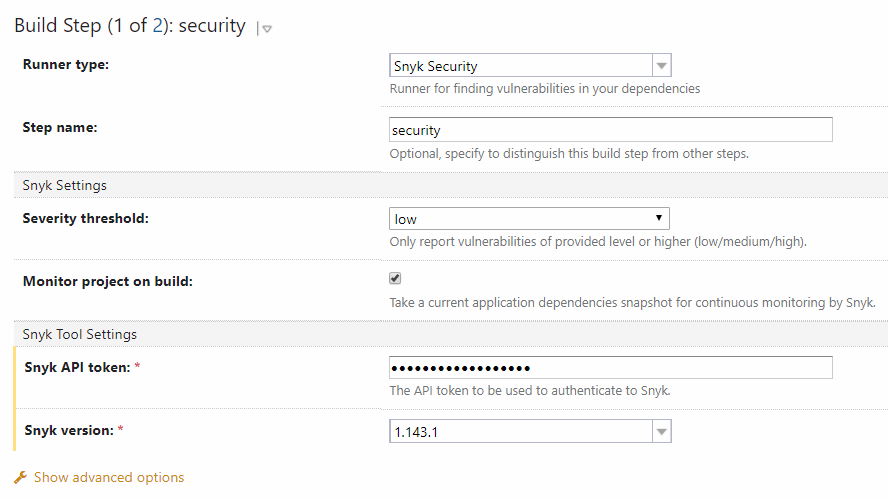 Build Step (1 of 2): security
Runner type:
Snyk Security
Runner for finding vulnerabilities in your dependencies
Step name:
security
Optional, specify to distinguish this build step from other steps.
Snyk Settings
Severity threshold:
low
Only report vulnerabilities of provided level or higher (low/medium/high).
Monitor project on build:
Take a current application dependencies snapshot for continuous monitoring by Snyk.
Snyk Tool Settings
Snyk API token: *
••••••••••••••••••
The API token to be used to authenticate to Snyk.
Snyk version: *
1.143.1
Show advanced options